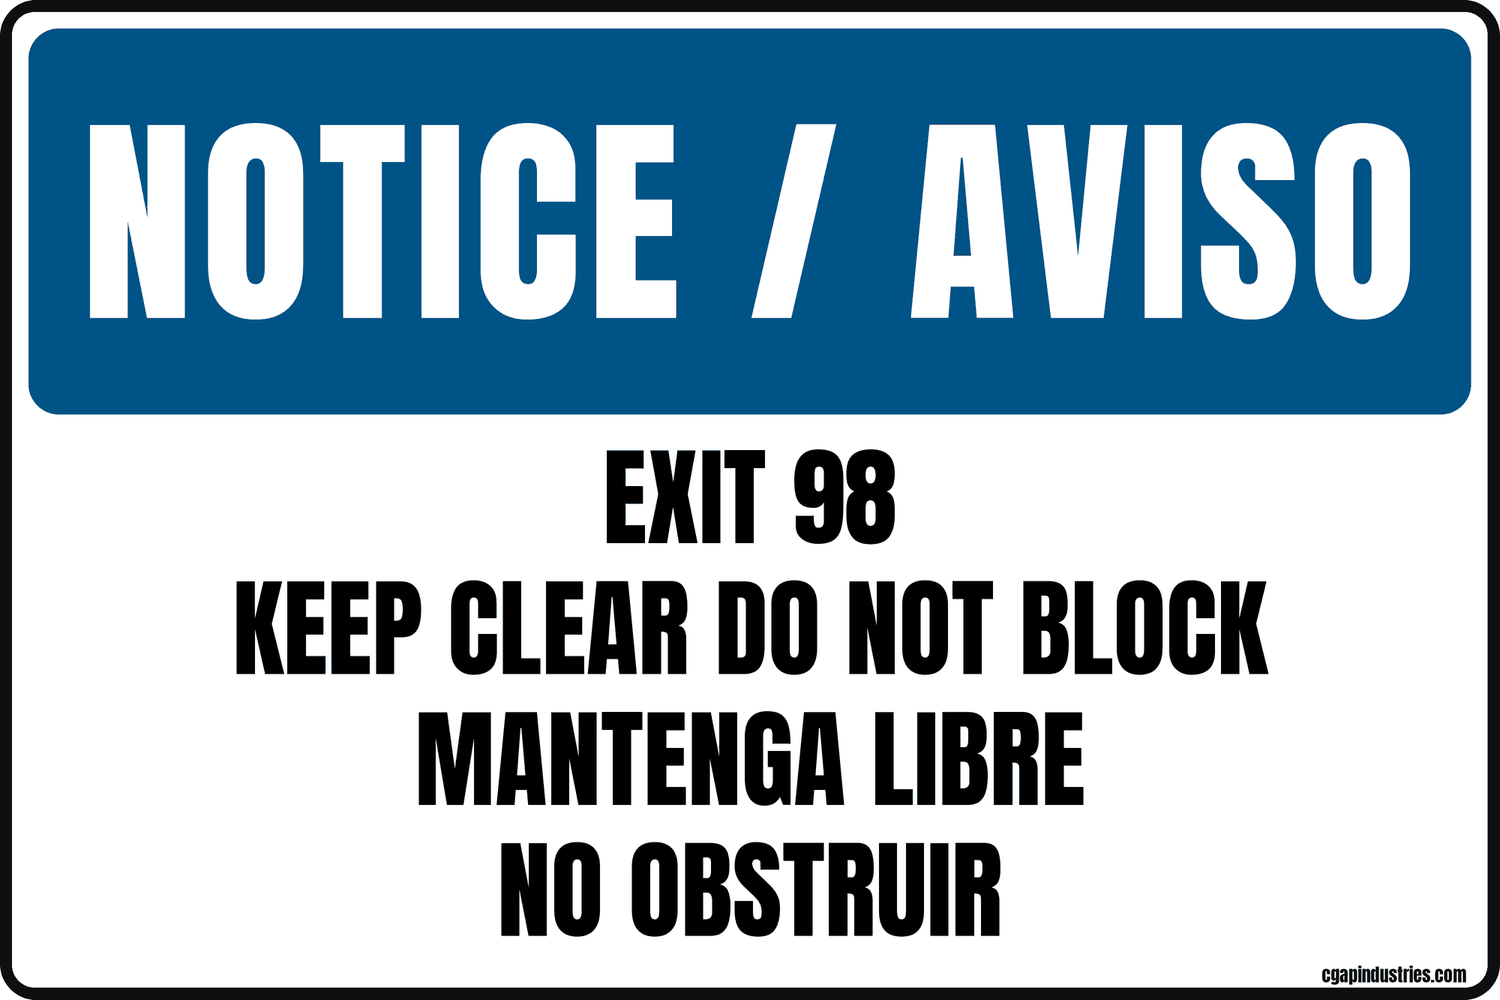 NOTICE / AVISO
EXIT 98
KEEP CLEAR DO NOT BLOCK
MANTENGA LIBRE
NO OBSTRUIR
cgapindustries.com